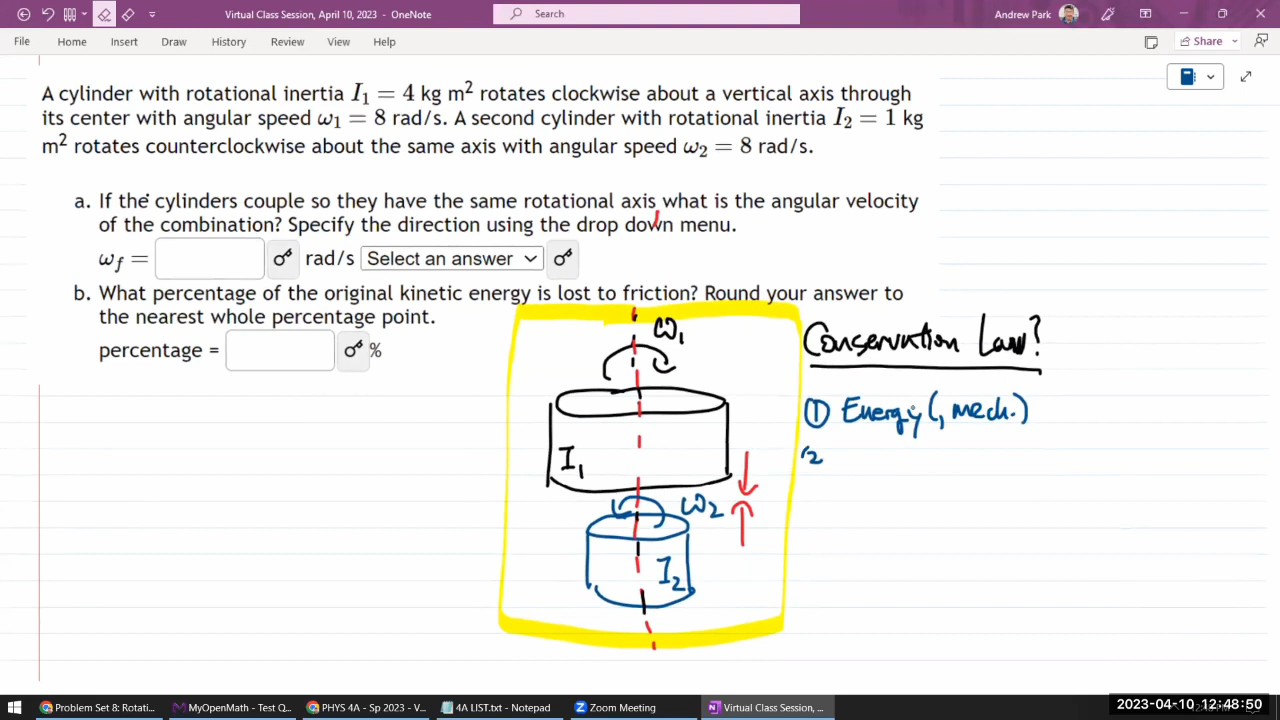 Virtual Class Session, April 10, 2023 - OneNote
Search
Andrew Park
File Home Insert Draw History Review View Help Share
A cylinder with rotational inertia I₁ = 4 kg m² rotates clockwise about a vertical axis through
its center with angular speed ω₁ = 8 rad/s. A second cylinder with rotational inertia I₂ = 1 kg
m² rotates counterclockwise about the same axis with angular speed ω₂ = 8 rad/s.
a. If the cylinders couple so they have the same rotational axis what is the angular velocity
of the combination? Specify the direction using the drop down menu.
ω_f = rad/s Select an answer
b. What percentage of the original kinetic energy is lost to friction? Round your answer to
the nearest whole percentage point.
percentage = %
ω₁
I₁
ω₂
I₂
Conservation Law?
① Energy(, mech.)
2
Problem Set 8: Rotati...
MyOpenMath - Test Q...
PHYS 4A - Sp 2023 - V...
4A LIST.txt - Notepad
Zoom Meeting
Virtual Class Session,...
2023-04-10 12:48:50